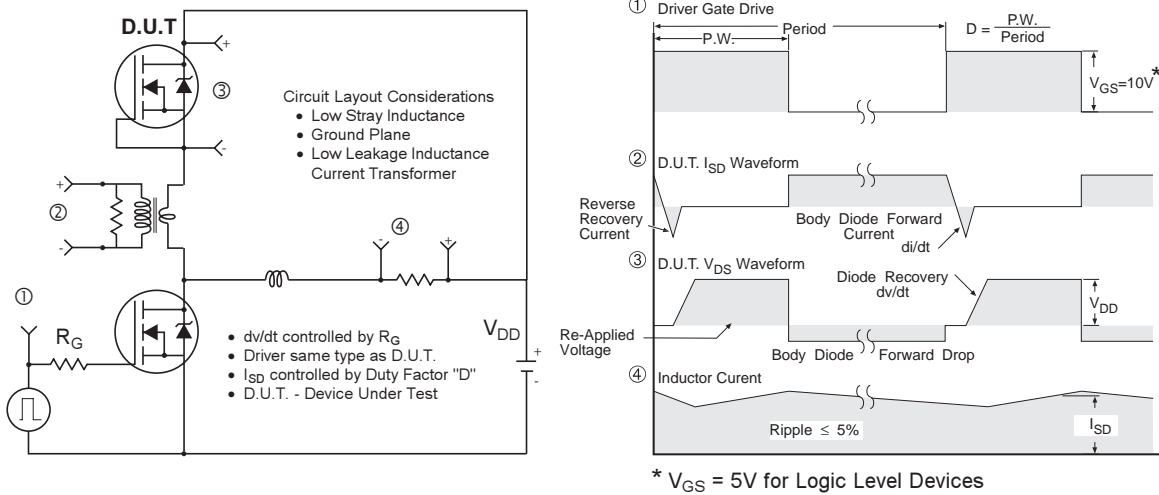 D.U.T
+
③
-
Circuit Layout Considerations
• Low Stray Inductance
• Ground Plane
• Low Leakage Inductance
Current Transformer
+
②
-
④
-
+
①
R_G
• dv/dt controlled by R_G
• Driver same type as D.U.T.
• I_SD controlled by Duty Factor "D"
• D.U.T. - Device Under Test
V_DD
+
-
① Driver Gate Drive
P.W.
Period
D = P.W.
Period
V_GS=10V*
② D.U.T. I_SD Waveform
Reverse
Recovery
Current
Body Diode Forward
Current
di/dt
③ D.U.T. V_DS Waveform
Diode Recovery
dv/dt
V_DD
Re-Applied
Voltage
Body Diode Forward Drop
④ Inductor Curent
Ripple ≤ 5%
I_SD
* V_GS = 5V for Logic Level Devices